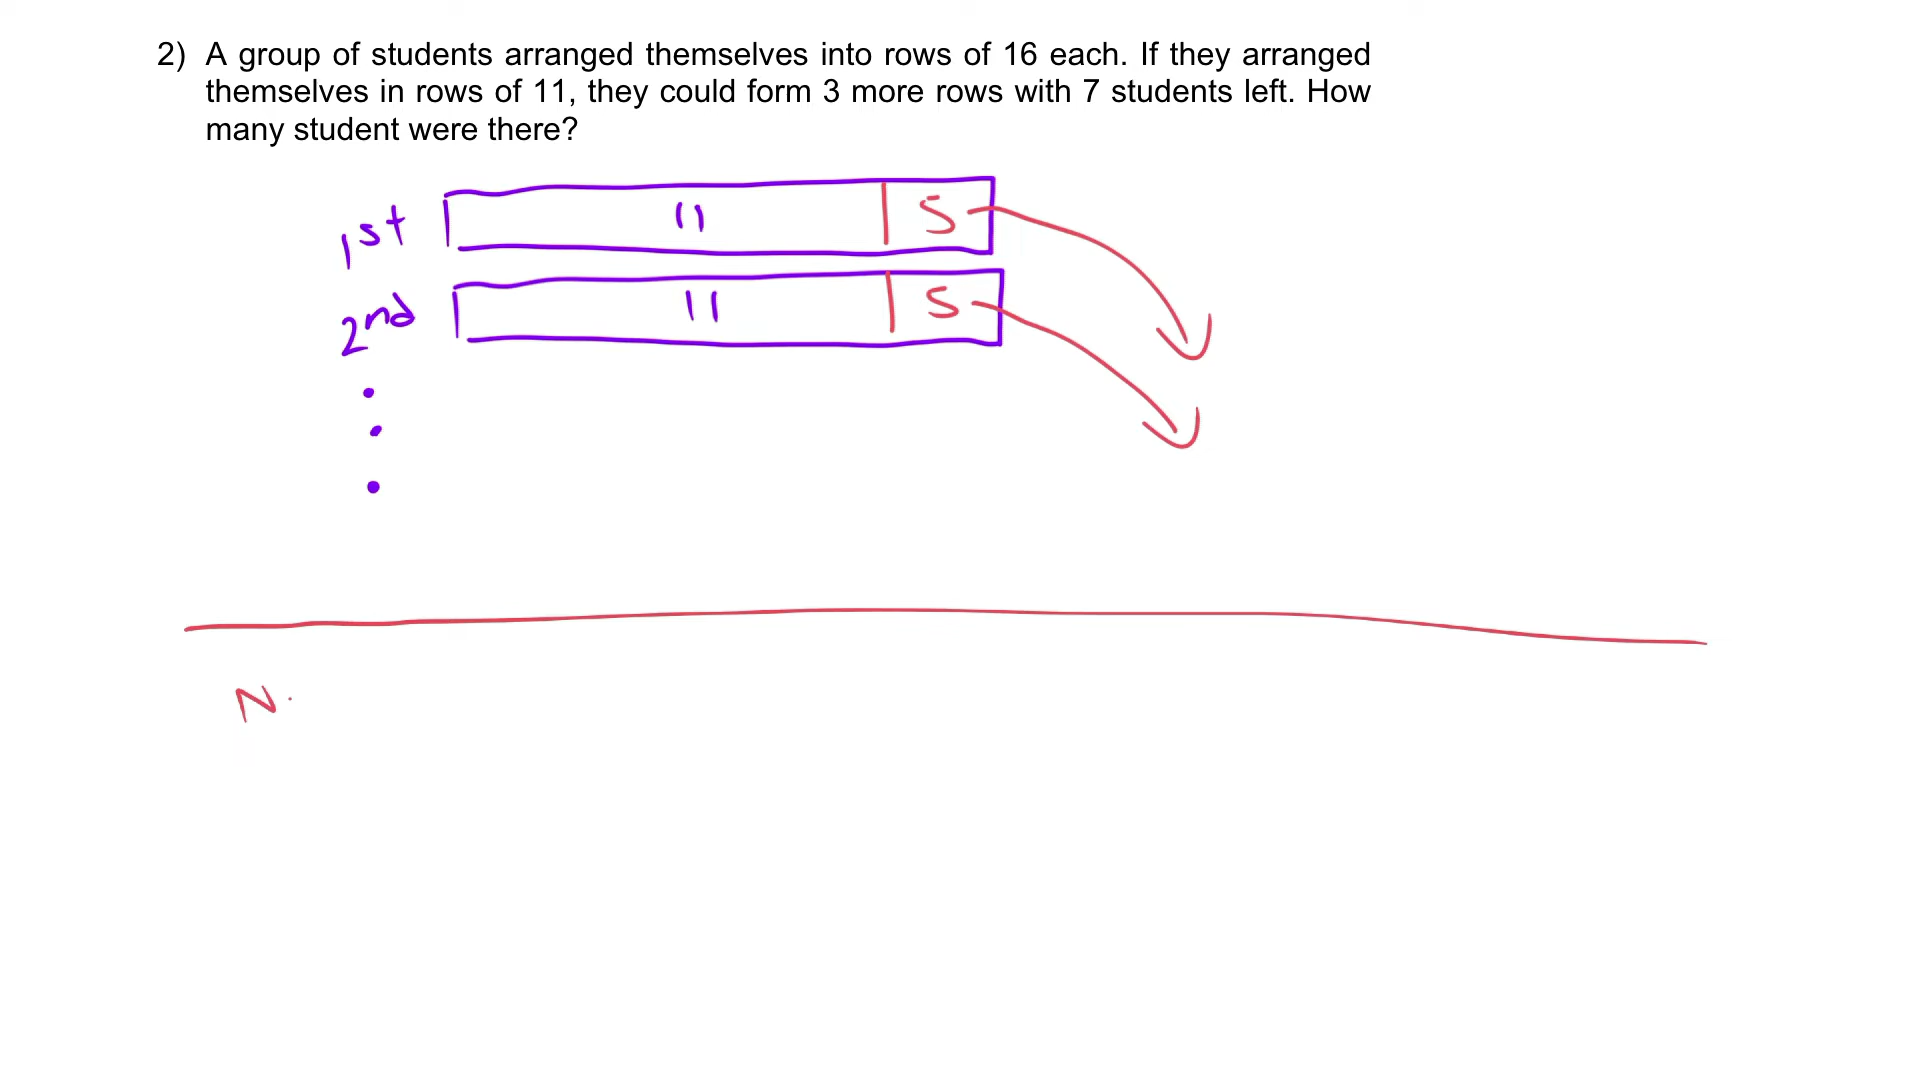 2) A group of students arranged themselves into rows of 16 each. If they arranged
themselves in rows of 11, they could form 3 more rows with 7 students left. How
many student were there?
1st 11 5
2nd 11 5
N.